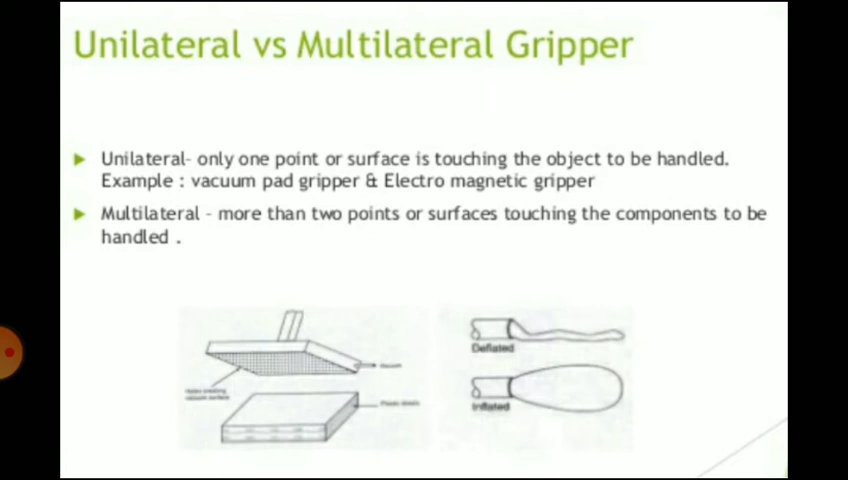 Unilateral vs Multilateral Gripper
Unilateral- only one point or surface is touching the object to be handled.
Example : vacuum pad gripper & Electro magnetic gripper
Multilateral - more than two points or surfaces touching the components to be
handled .
Deflated
Vacuum
Inflated